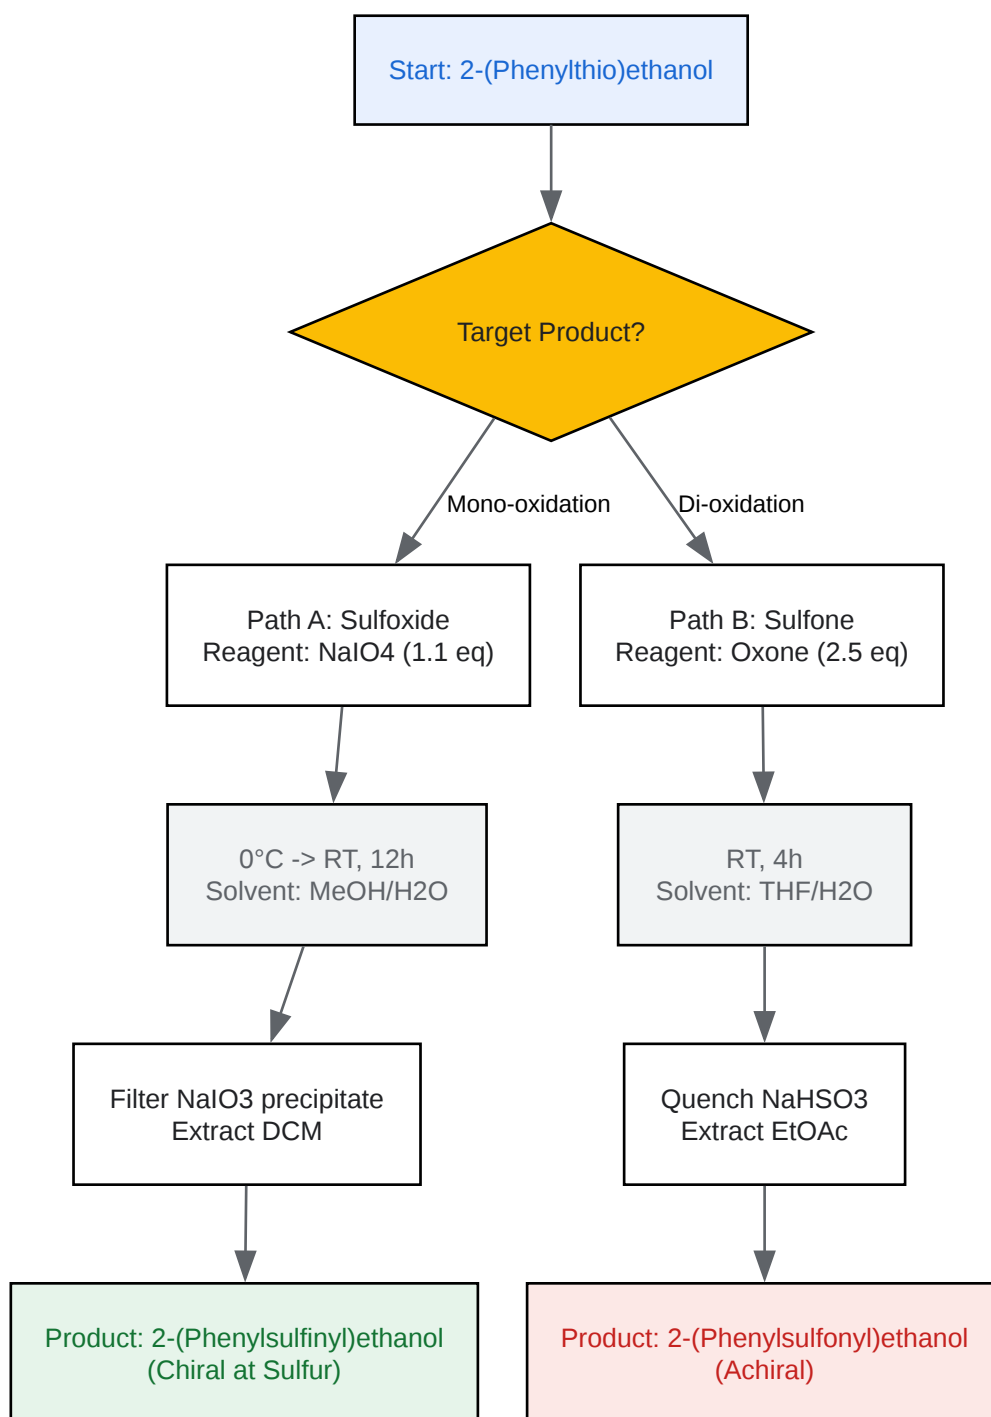 Start: 2-(Phenylthio)ethanol
Target Product?
Mono-oxidation
Di-oxidation
Path A: Sulfoxide
Reagent: NaIO4 (1.1 eq)
Path B: Sulfone
Reagent: Oxone (2.5 eq)
0°C -> RT, 12h
Solvent: MeOH/H2O
RT, 4h
Solvent: THF/H2O
Filter NaIO3 precipitate
Extract DCM
Quench NaHSO3
Extract EtOAc
Product: 2-(Phenylsulfinyl)ethanol
(Chiral at Sulfur)
Product: 2-(Phenylsulfonyl)ethanol
(Achiral)